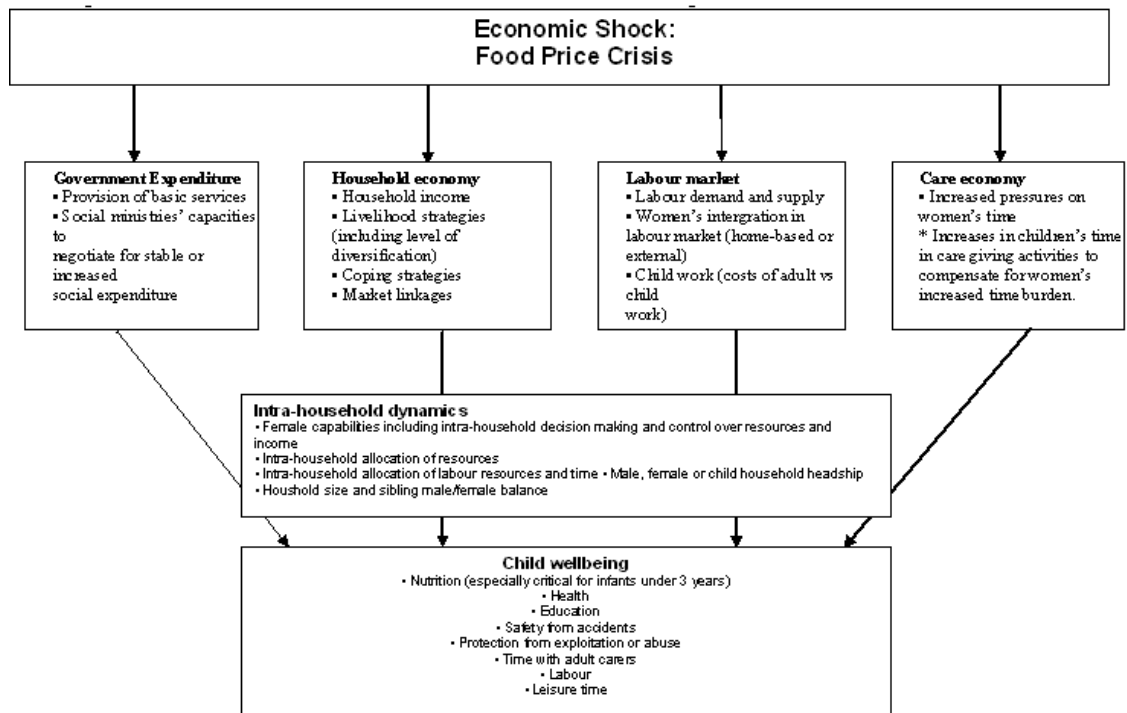 Economic Shock:
Food Price Crisis
Government Expenditure
▪ Provision of basic services
▪ Social ministries' capacities
to
negotiate for stable or
increased
social expenditure
Household economy
▪ Household income
▪ Livelihood strategies
(including level of
diversification)
▪ Coping strategies
▪ Market linkages
Labour market
▪ Labour demand and supply
▪ Women's intergration in
labour market (home-based or
external)
▪ Child work (costs of adult vs
child
work)
Care economy
▪ Increased pressures on
women's time
* Increases in children's time
in care giving activities to
compensate for women's
increased time burden.
Intra-household dynamics
▪ Female capabilities including intra-household decision making and control over resources and
income
▪ Intra-household allocation of resources
▪ Intra-household allocation of labour resources and time ▪ Male, female or child household headship
▪ Houshold size and sibling male/female balance
Child wellbeing
▪ Nutrition (especially critical for infants under 3 years)
▪ Health
▪ Education
▪ Safety from accidents
▪ Protection from exploitation or abuse
▪ Time with adult carers
▪ Labour
▪ Leisure time